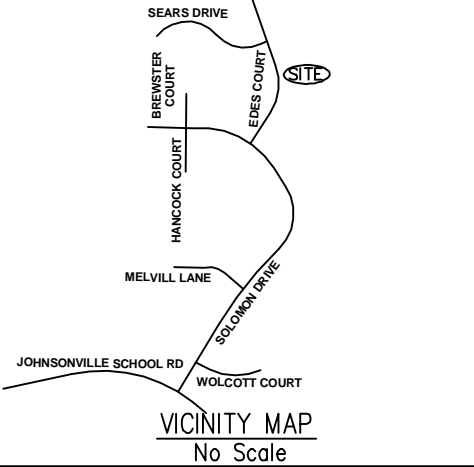 SEARS DRIVE
BREWSTER
COURT
EDES COURT
SITE
HANCOCK COURT
MELVILL LANE
SOLOMON DRIVE
JOHNSONVILLE SCHOOL RD
WOLCOTT COURT
VICINITY MAP
No Scale